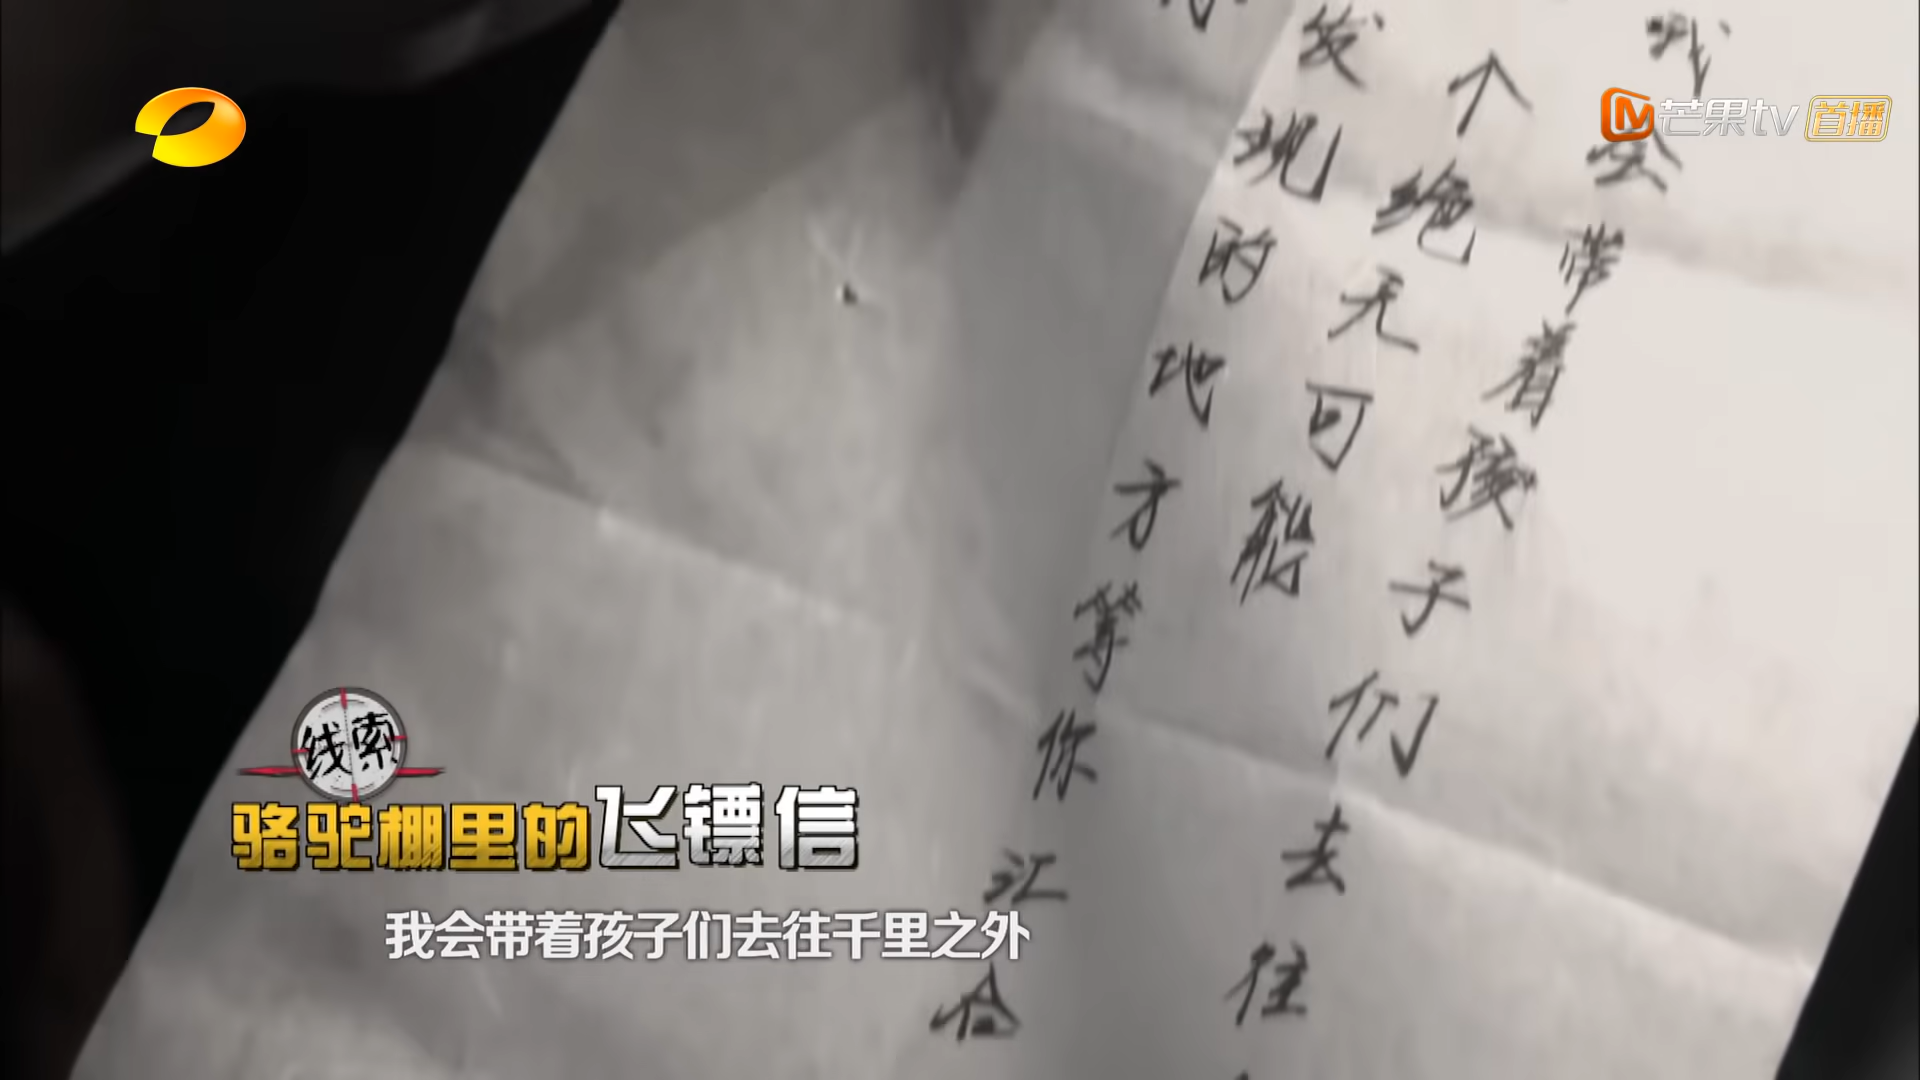 芒果tv 首播
我会带着孩子们去往
个绝无可能
发现的地方等你汇合
线索
骆驼棚里的飞镖信
我会带着孩子们去往千里之外